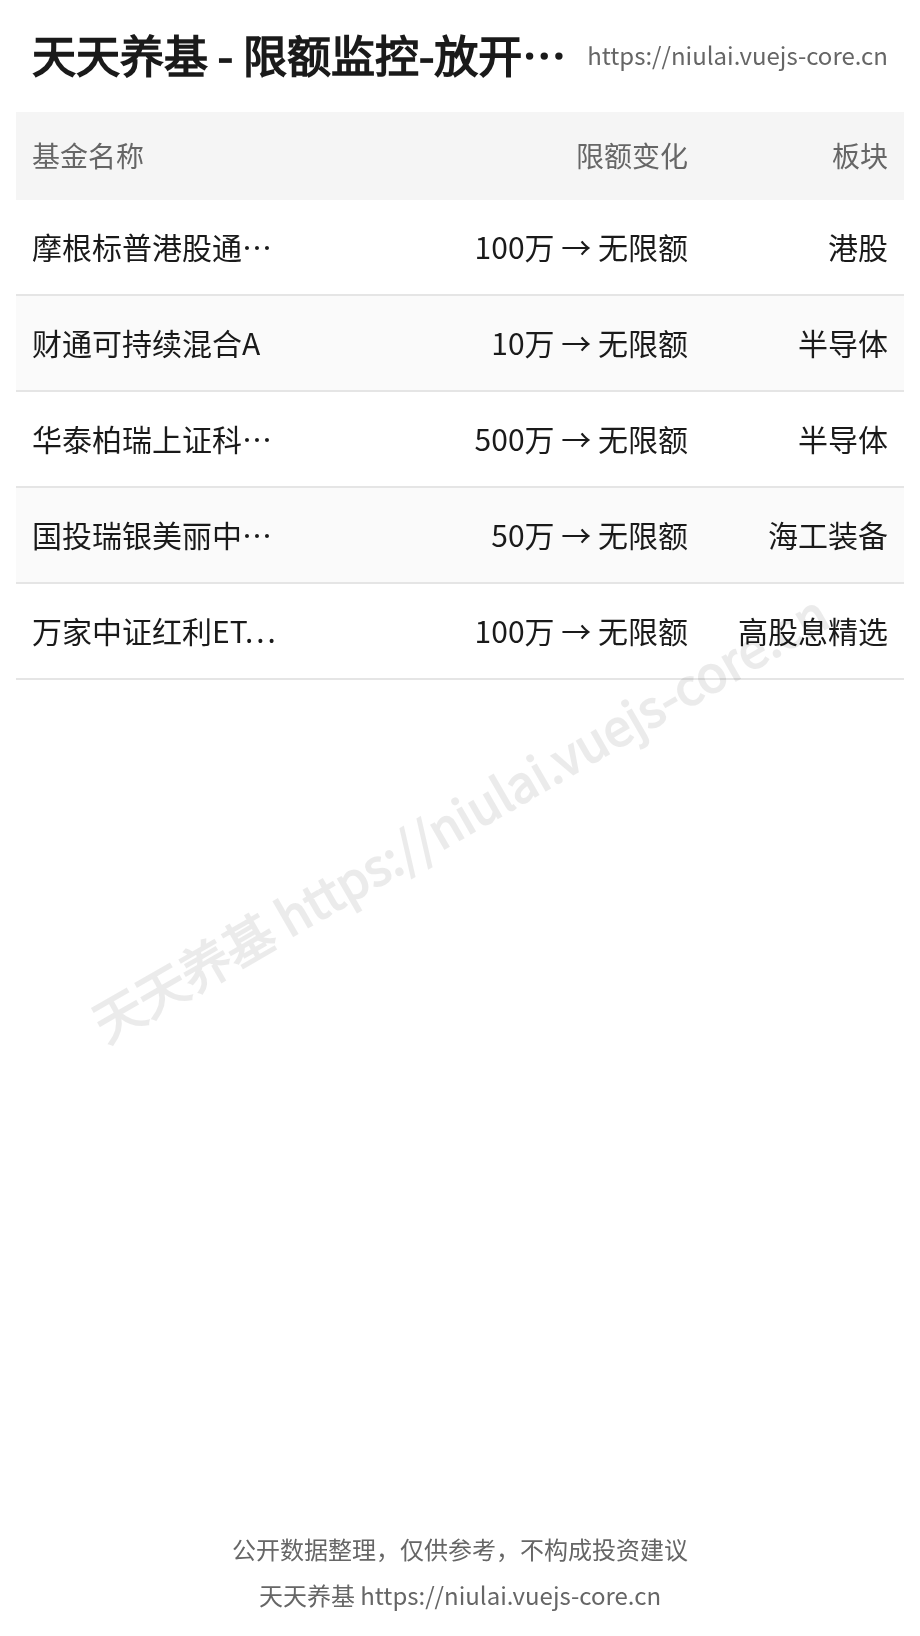 天天养基 - 限额监控-放开… https://niulai.vuejs-core.cn
基金名称 限额变化 板块
摩根标普港股通… 100万 → 无限额 港股
财通可持续混合A 10万 → 无限额 半导体
华泰柏瑞上证科… 500万 → 无限额 半导体
国投瑞银美丽中… 50万 → 无限额 海工装备
万家中证红利ET... 100万 → 无限额 高股息精选
天天养基 https://niulai.vuejs-core.cn
公开数据整理，仅供参考，不构成投资建议
天天养基 https://niulai.vuejs-core.cn